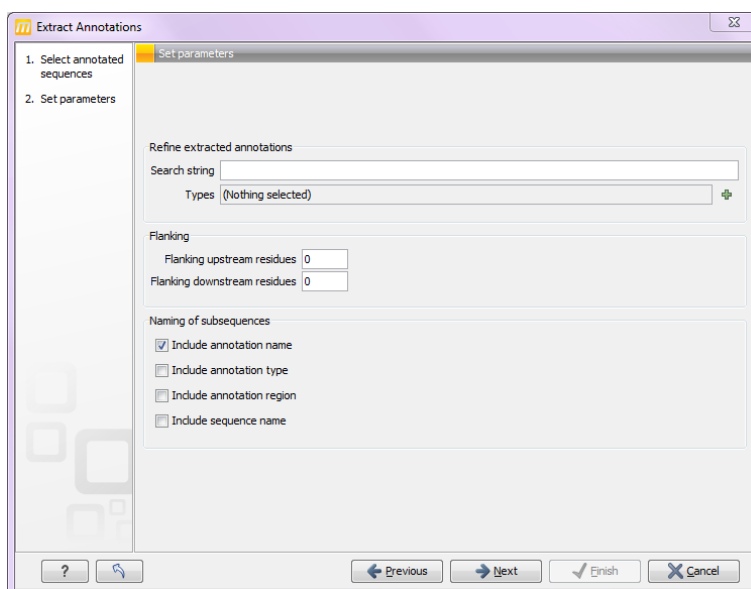 Extract Annotations
1. Select annotated
sequences
2. Set parameters
Set parameters
Refine extracted annotations
Search string
Types (Nothing selected)
Flanking
Flanking upstream residues 0
Flanking downstream residues 0
Naming of subsequences
Include annotation name
Include annotation type
Include annotation region
Include sequence name
? Previous Next Finish Cancel